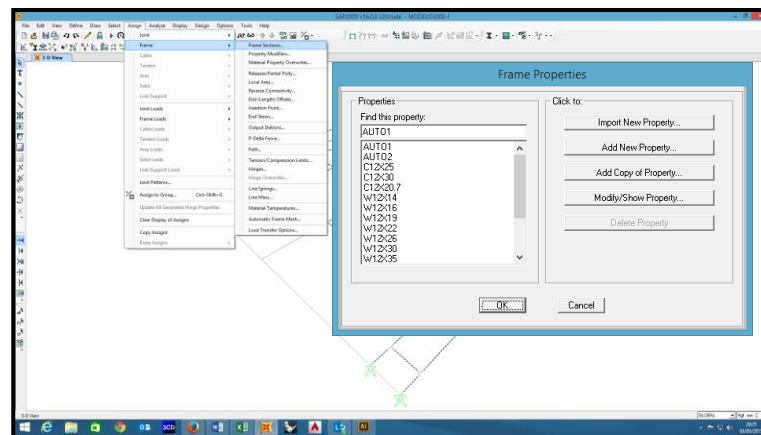 SAP2000 v16.0.0 Ultimate - MODELO3000-I
File Edit View Define Draw Select Assign Analyze Display Design Options Tools Help
3-D View
Joint
Frame
Cable
Tendon
Area
Solid
Link/Support
Joint Loads
Frame Loads
Cable Loads
Tendon Loads
Area Loads
Solid Loads
Link/Support Loads
Joint Patterns...
Assign to Group... Ctrl+Shift+G
Update All Generated Hinge Properties
Clear Display of Assigns
Copy Assigns
Paste Assigns
Frame Sections...
Property Modifiers...
Material Property Overwrites...
Releases/Partial Fixity...
Local Axes...
Reverse Connectivity...
End (Length) Offsets...
Insertion Point...
End Skews...
Output Stations...
P-Delta Force...
Path...
Tension/Compression Limits...
Hinges...
Hinge Overwrites...
Line Springs...
Line Mass...
Material Temperatures...
Automatic Frame Mesh...
Load Transfer Options...
Frame Properties
Properties
Find this property:
AUTO1
AUTO1
AUTO2
C12X25
C12X30
C12X20.7
W12X14
W12X16
W12X19
W12X22
W12X26
W12X30
W12X35
Click to:
Import New Property...
Add New Property...
Add Copy of Property...
Modify/Show Property...
Delete Property
OK
Cancel
3-D View
GLOBAL